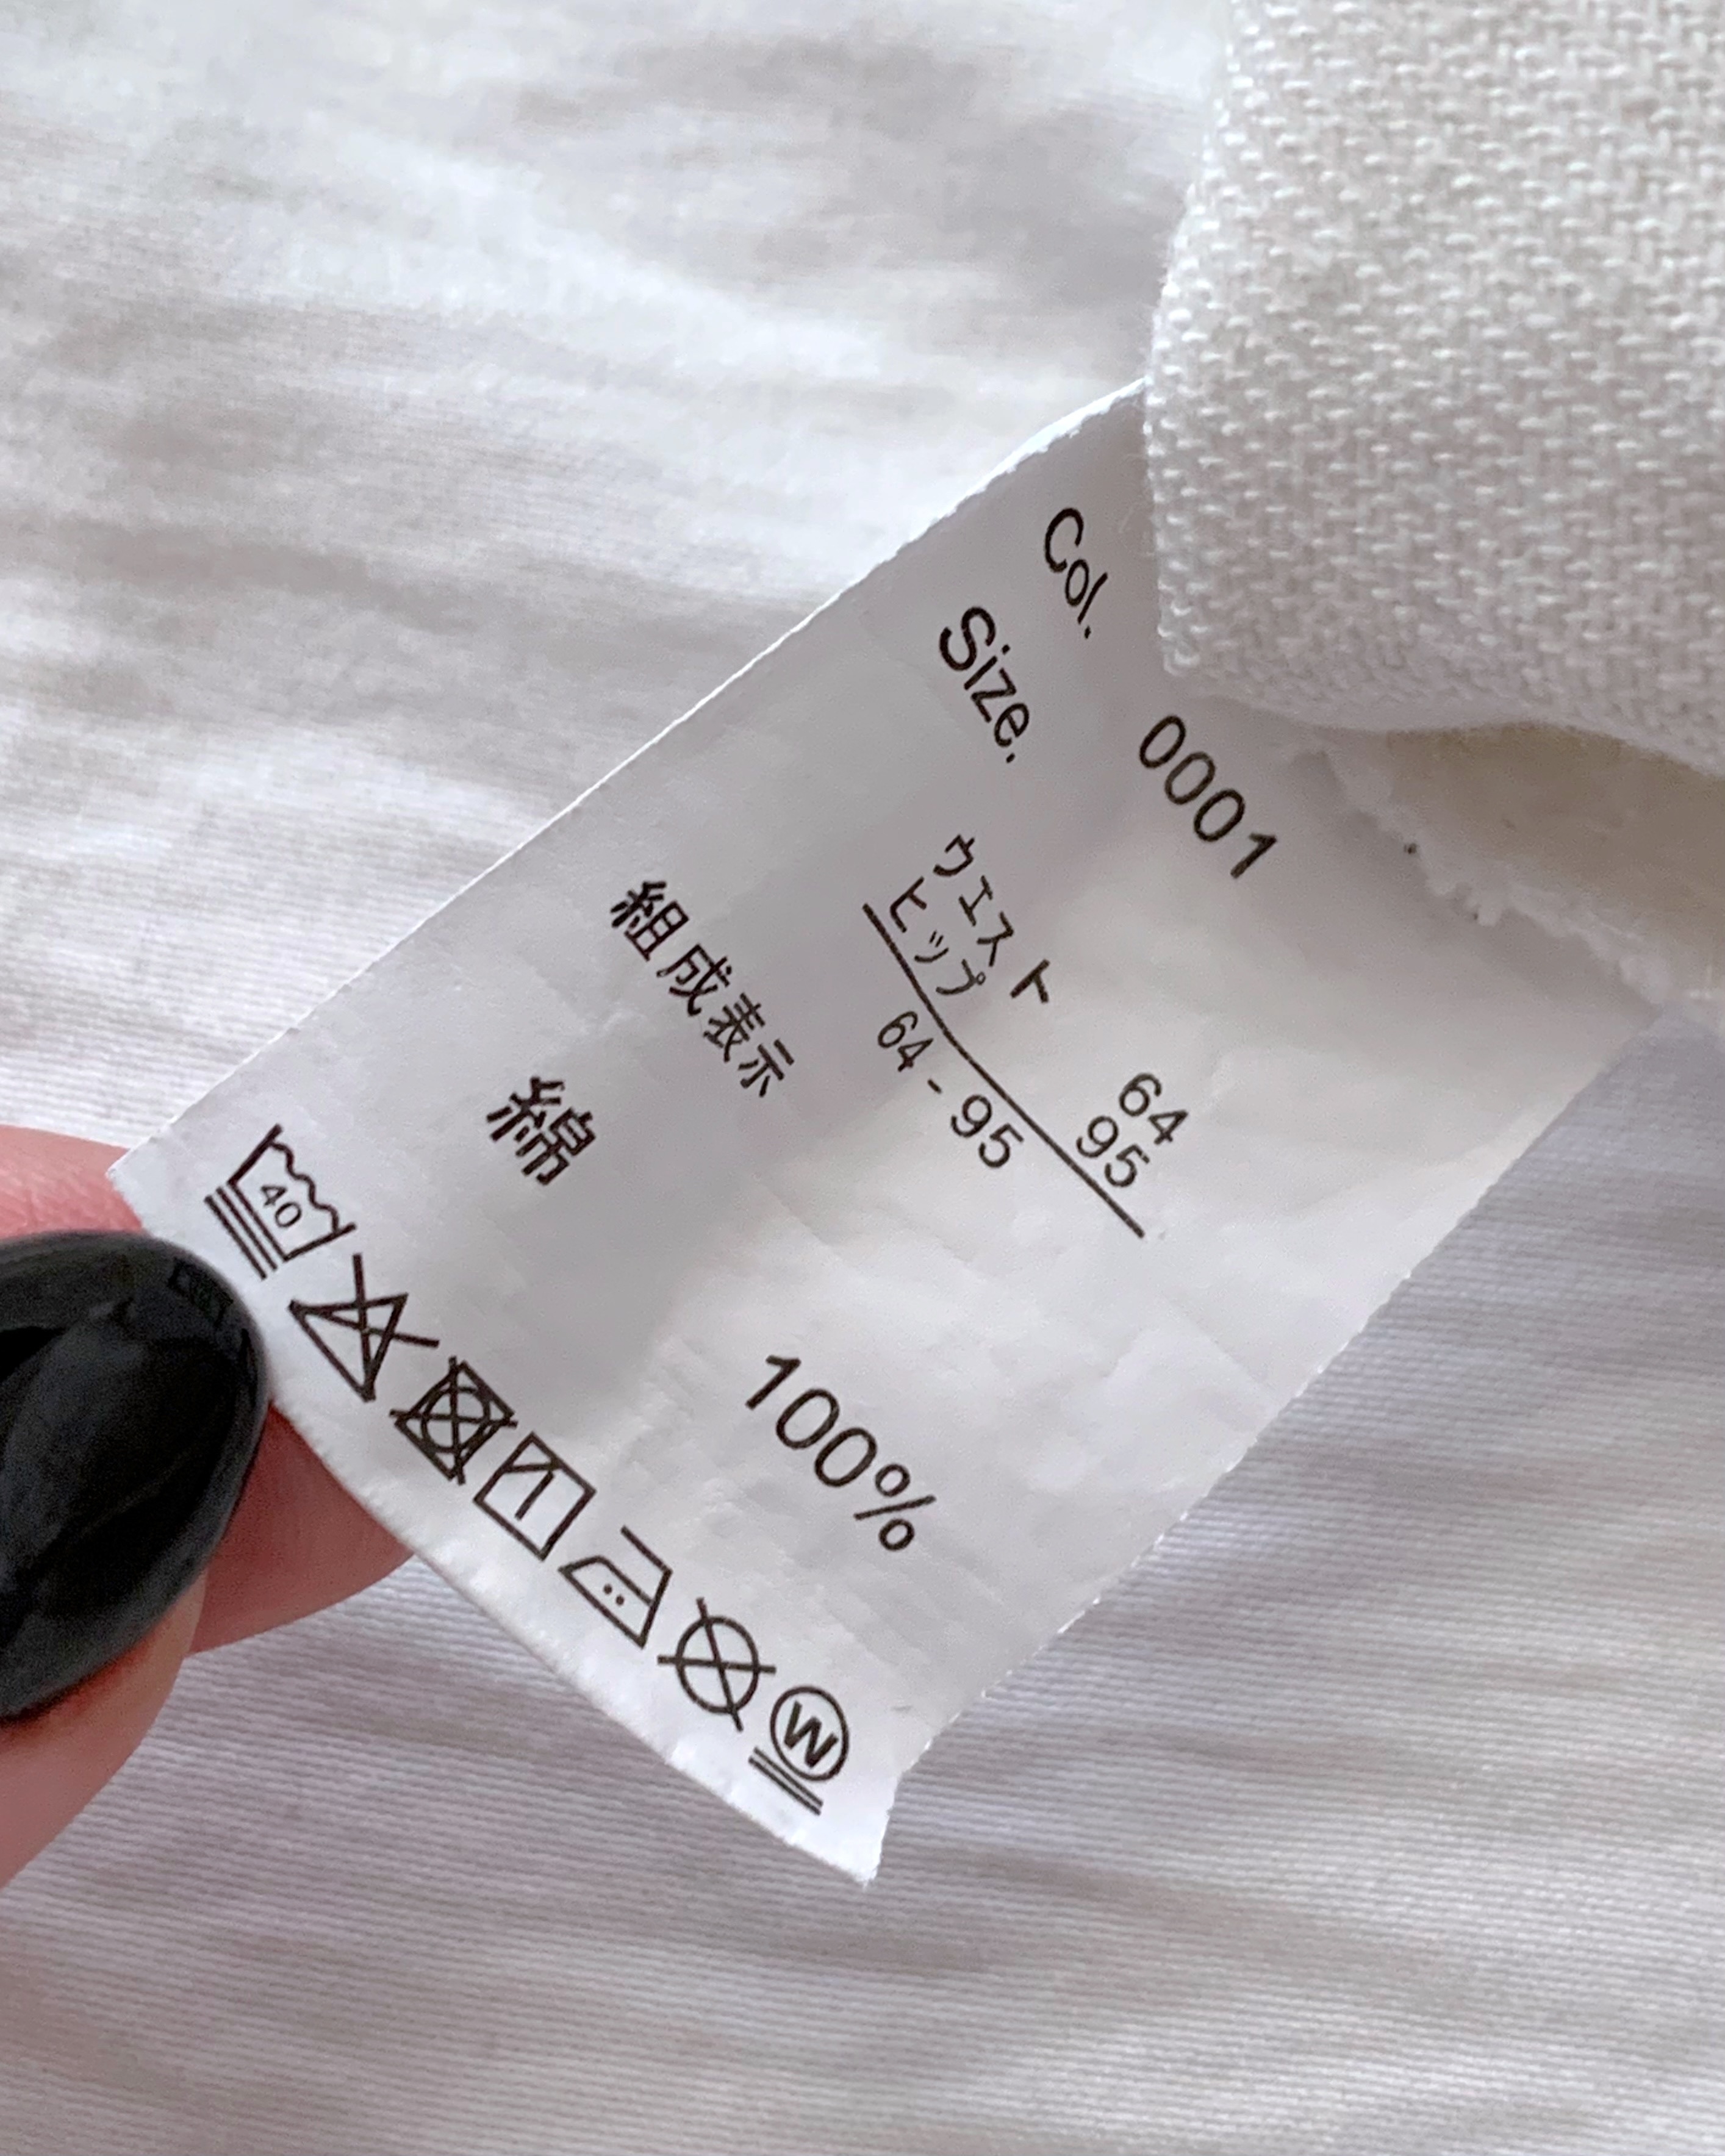 Col. 0001
Size.
ウエスト 64
ヒップ 95
64-95
組成表示
綿 100%
40
W